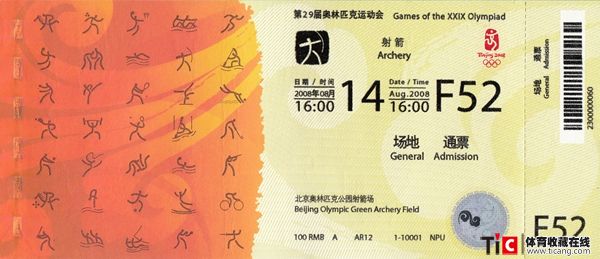 第29届奥林匹克运动会 Games of the XXIX Olympiad
射箭
Archery
Beijing 2008
日期 / 时间 Date / Time
2008年08月 14 Aug.2008 F52
16:00 16:00
场地 通票
General Admission
北京奥林匹克公园射箭场
Beijing Olympic Green Archery Field
100 RMB A AR12 1-10001 NPU
场地 通票
General Admission
2300000060
F52
TiC 体育收藏在线
www.ticang.com